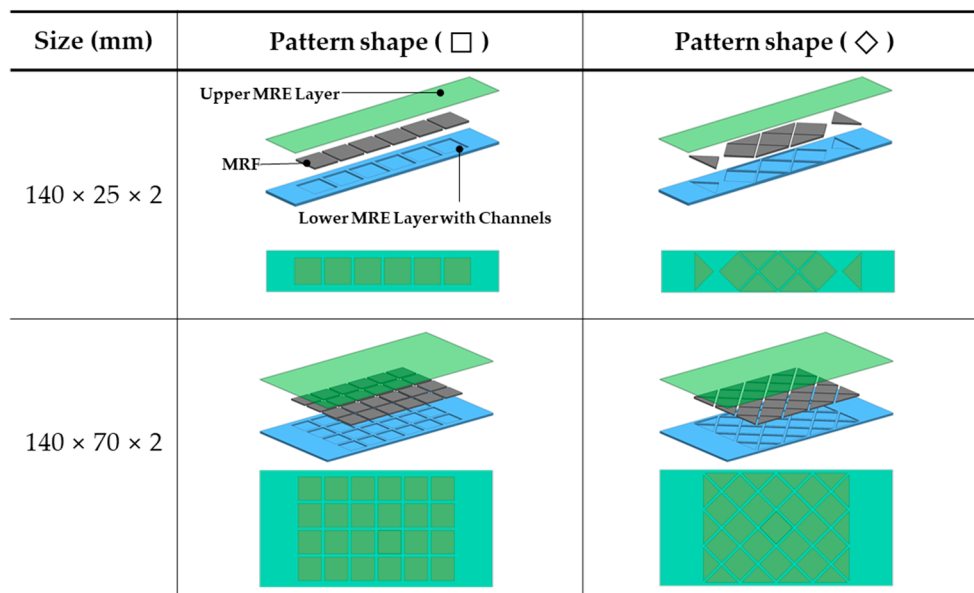 Size (mm) Pattern shape ( □ ) Pattern shape ( ◇ )
Upper MRE Layer
MRF
140 × 25 × 2
Lower MRE Layer with Channels
140 × 70 × 2